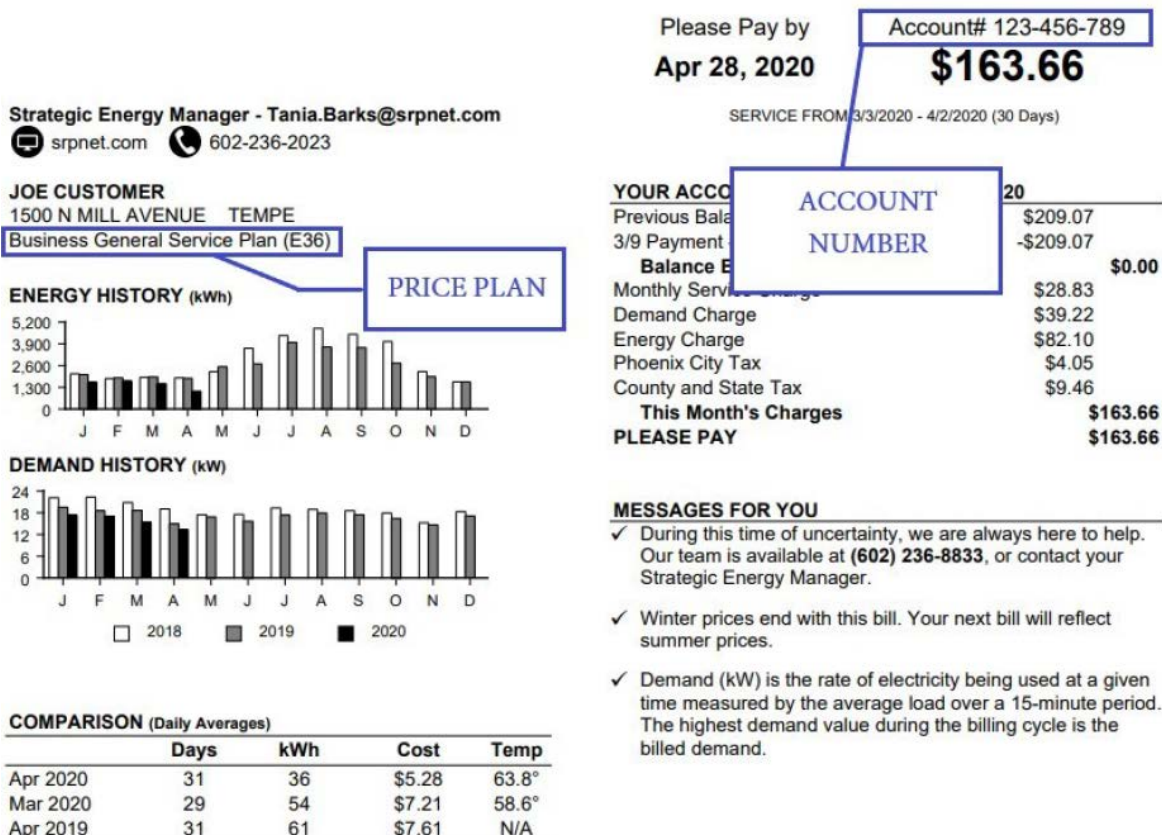 Please Pay by
Account# 123-456-789
Apr 28, 2020
$163.66
SERVICE FROM 3/3/2020 - 4/2/2020 (30 Days)
Strategic Energy Manager - Tania.Barks@srpnet.com
srpnet.com 602-236-2023
JOE CUSTOMER
1500 N MILL AVENUE TEMPE
Business General Service Plan (E36)
PRICE PLAN
ENERGY HISTORY (kWh)
5,200
3,900
2,600
1,300
0
J F M A M J J A S O N D
DEMAND HISTORY (kW)
24
18
12
6
0
J F M A M J J A S O N D
2018 2019 2020
COMPARISON (Daily Averages)
Days kWh Cost Temp
Apr 2020 31 36 $5.28 63.8°
Mar 2020 29 54 $7.21 58.6°
Apr 2019 31 61 $7.61 N/A
ACCOUNT
NUMBER
YOUR 20
Previous $209.07
3/9 Payment -$209.07
Balance $0.00
Monthly $28.83
Demand Charge $39.22
Energy Charge $82.10
Phoenix City Tax $4.05
County and State Tax $9.46
This Month's Charges $163.66
PLEASE PAY $163.66
MESSAGES FOR YOU
✓ During this time of uncertainty, we are always here to help.
Our team is available at (602) 236-8833, or contact your
Strategic Energy Manager.
✓ Winter prices end with this bill. Your next bill will reflect
summer prices.
✓ Demand (kW) is the rate of electricity being used at a given
time measured by the average load over a 15-minute period.
The highest demand value during the billing cycle is the
billed demand.